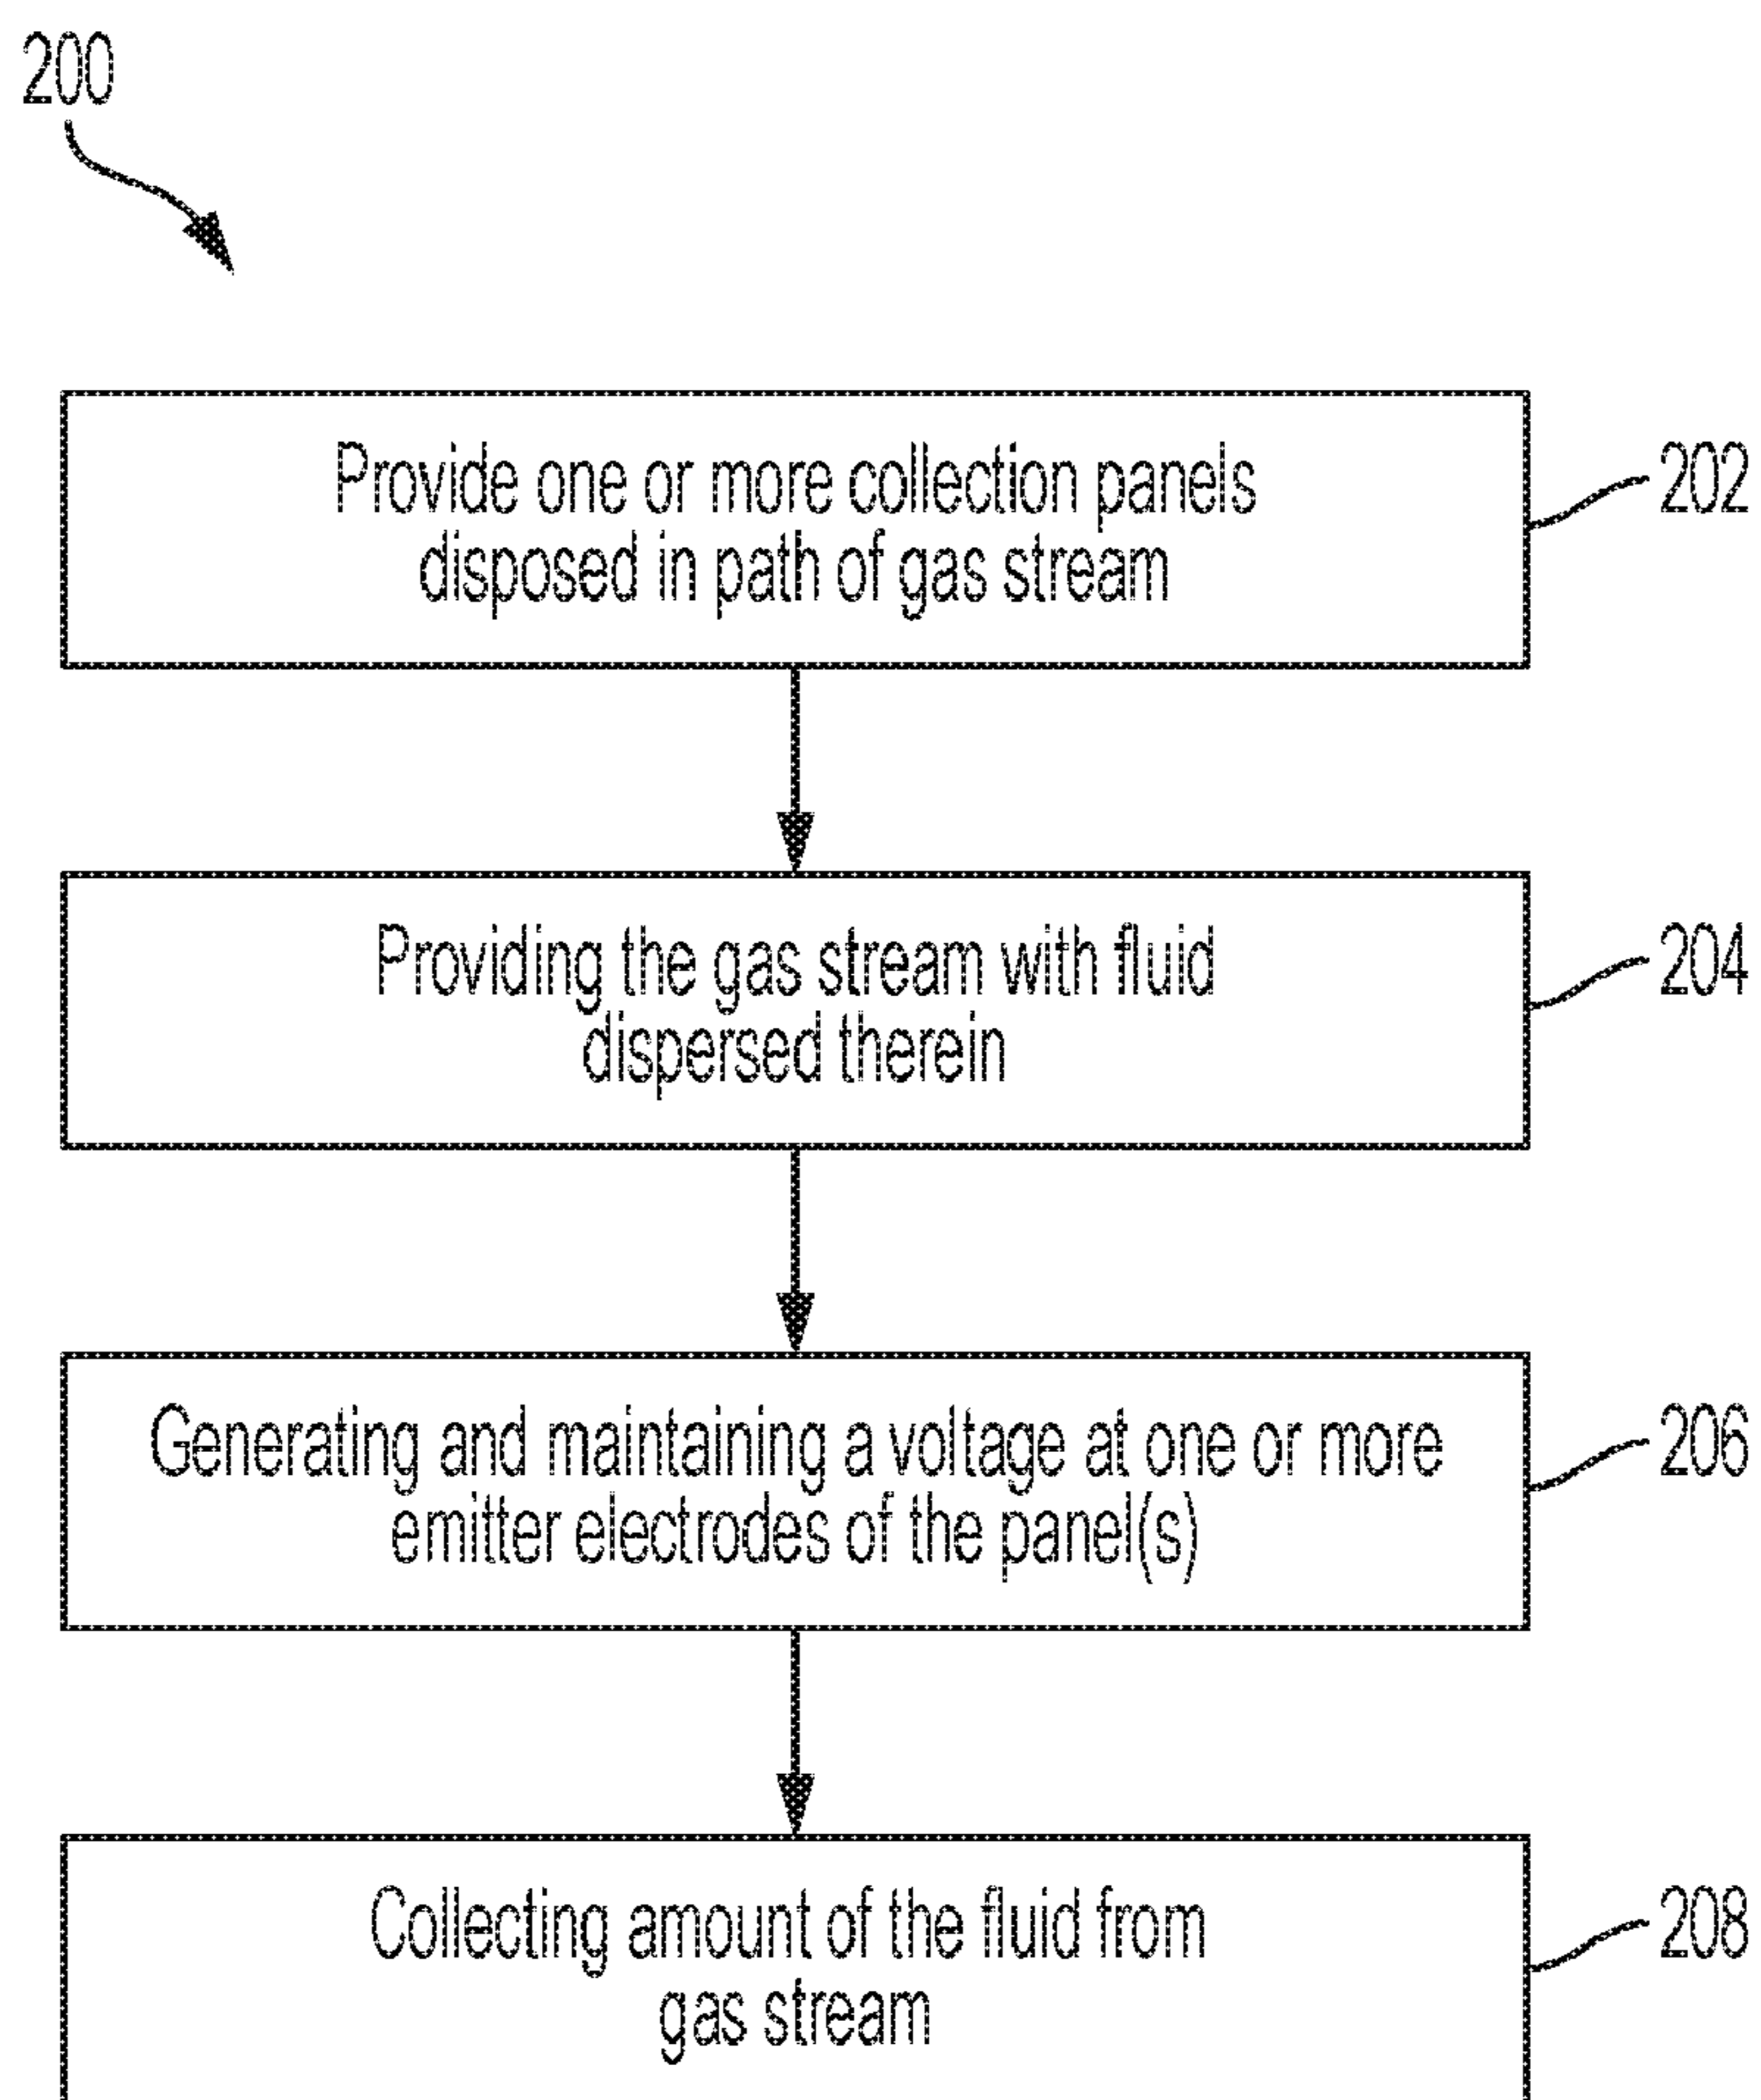 200
Provide one or more collection panels
disposed in path of gas stream
202
Providing the gas stream with fluid
dispersed therein
204
Generating and maintaining a voltage at one or more
emitter electrodes of the panel(s)
206
Collecting amount of the fluid from
gas stream
208